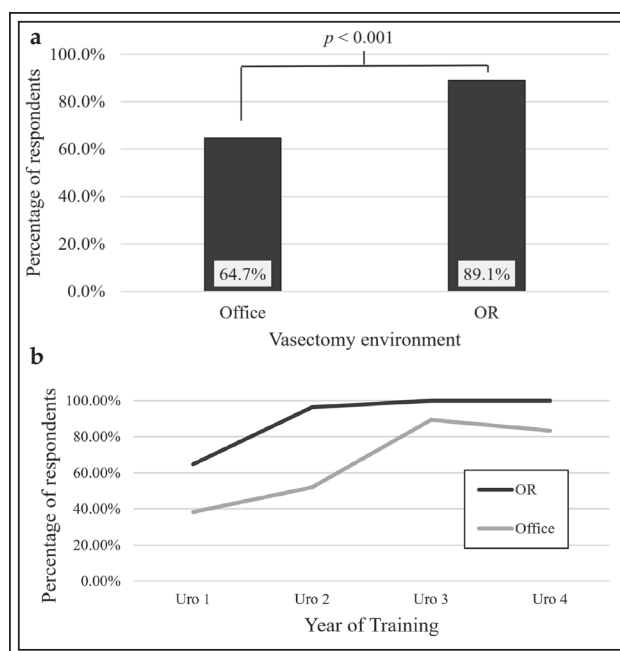 a
p < 0.001
Percentage of respondents
100.0%
80.0%
60.0%
40.0%
20.0%
0.0%
64.7%
89.1%
Office
OR
Vasectomy environment
b
Percentage of respondents
100.00%
80.00%
60.00%
40.00%
20.00%
0.00%
OR
Office
Uro 1
Uro 2
Uro 3
Uro 4
Year of Training